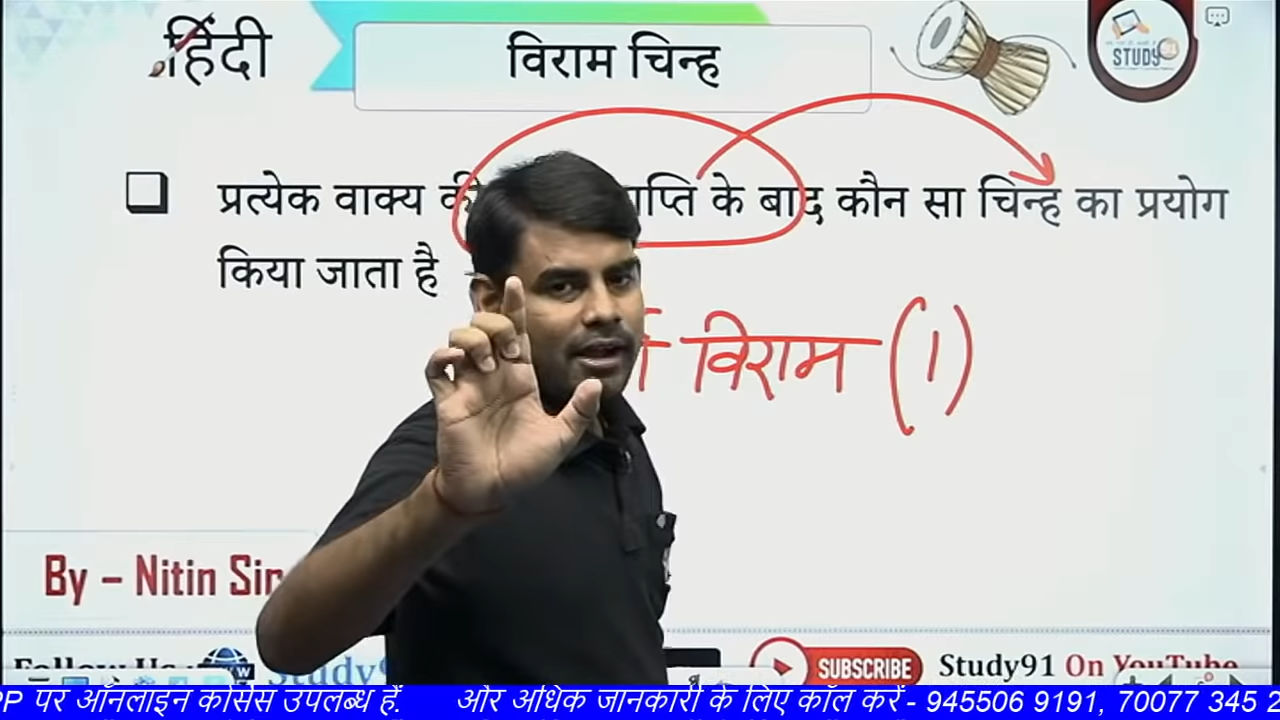 हिंदी
विराम चिन्ह
STUDY
प्रत्येक वाक्य की के बाद कौन सा चिन्ह का प्रयोग
किया जाता है
विराम (।)
By – Nitin
SUBSCRIBE Study91 On YouTube
पर ऑनलाइन कोर्सेस उपलब्ध हैं. और अधिक जानकारी के लिए कॉल करें - 945506 9191, 70077 345